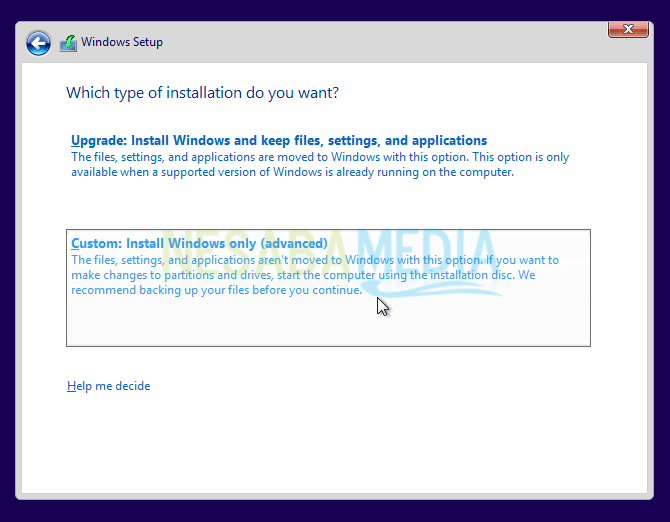 Windows Setup
Which type of installation do you want?
Upgrade: Install Windows and keep files, settings, and applications
The files, settings, and applications are moved to Windows with this option. This option is only
available when a supported version of Windows is already running on the computer.
Custom: Install Windows only (advanced)
NESABAMEDIA
The files, settings, and applications aren't moved to Windows with this option. If you want to
make changes to partitions and drives, start the computer using the installation disc. We
recommend backing up your files before you continue.
Help me decide